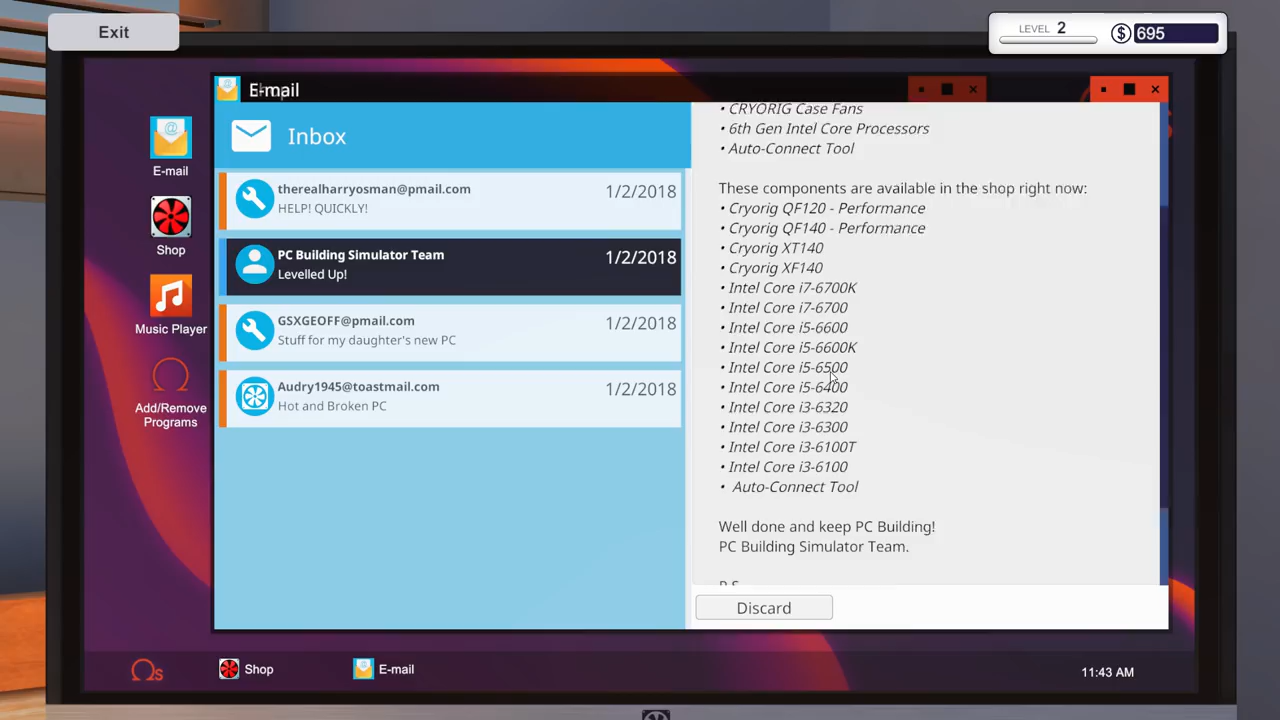 Exit
LEVEL 2
$ 695
E-mail
Inbox
therealharryosman@pmail.com 1/2/2018
HELP! QUICKLY!
PC Building Simulator Team 1/2/2018
Levelled Up!
GSXGEOFF@pmail.com 1/2/2018
Stuff for my daughter's new PC
Audry1945@toastmail.com 1/2/2018
Hot and Broken PC
• CRYORIG Case Fans
• 6th Gen Intel Core Processors
• Auto-Connect Tool
These components are available in the shop right now:
• Cryorig QF120 - Performance
• Cryorig QF140 - Performance
• Cryorig XT140
• Cryorig XF140
• Intel Core i7-6700K
• Intel Core i7-6700
• Intel Core i5-6600
• Intel Core i5-6600K
• Intel Core i5-6500
• Intel Core i5-6400
• Intel Core i3-6320
• Intel Core i3-6300
• Intel Core i3-6100T
• Intel Core i3-6100
• Auto-Connect Tool
Well done and keep PC Building!
PC Building Simulator Team.
P.S.
Discard
E-mail
Shop
Music Player
Add/Remove
Programs
Ωs
Shop
E-mail
11:43 AM